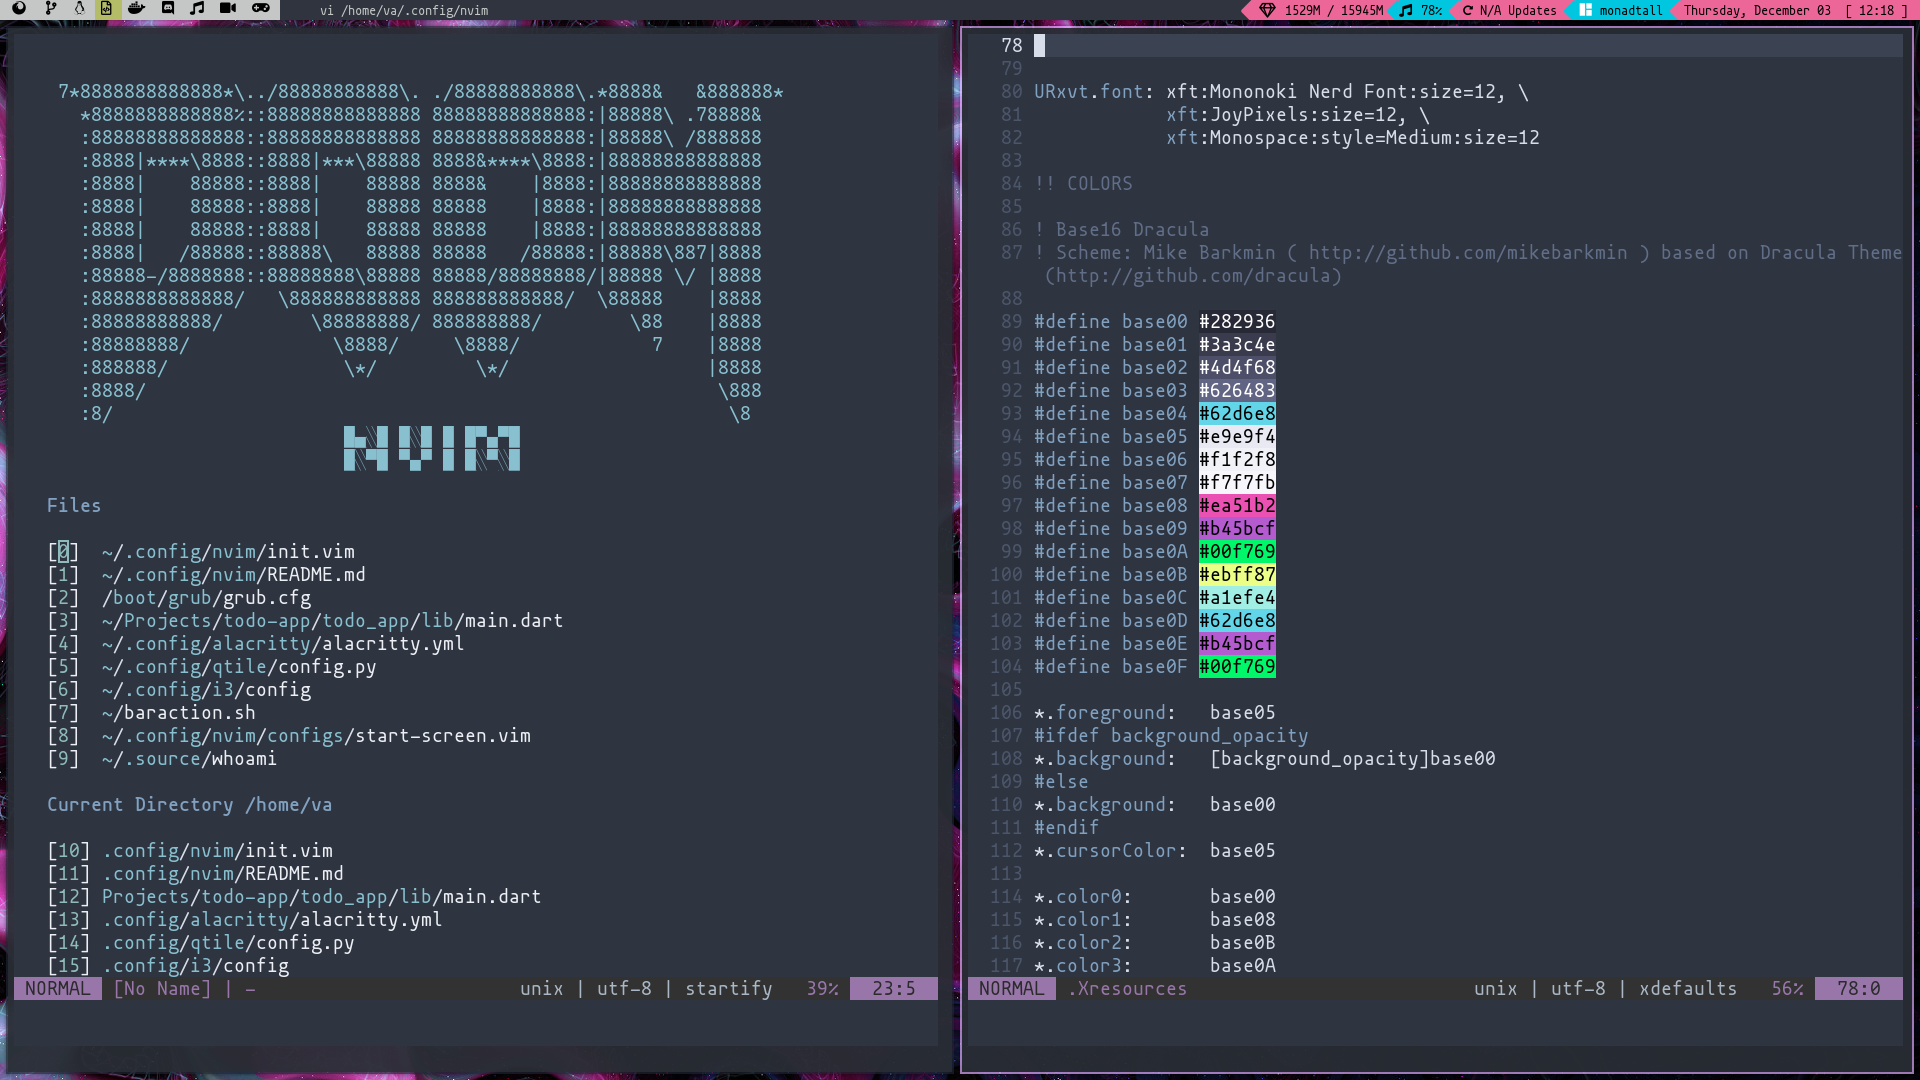 vi /home/va/.config/nvim
1529M / 15945M 78% N/A Updates monadtall Thursday, December 03 [ 12:18 ]
7*8888888888888*\../88888888888\. ./88888888888\.*8888& &888888*
*8888888888888%::8888888888888 88888888888888:|88888\ .78888&
:88888888888888::8888888888888 88888888888888:|88888\ /888888
:8888|****\8888::8888|***\88888 8888&****\8888:|88888888888888
:8888| 88888::8888| 88888 8888& |8888:|88888888888888
:8888| 88888::8888| 88888 88888 |8888:|88888888888888
:8888| 88888::8888| 88888 88888 |8888:|88888888888888
:8888| /88888::88888\ 88888 88888 /88888:|88888\887|8888
:88888-/8888888::88888888\88888 88888/88888888/|88888 \/ |8888
:8888888888888/ \888888888888 888888888888/ \88888 |8888
:88888888888/ \88888888/ 888888888/ \88 |8888
:88888888/ \8888/ \8888/ 7 |8888
:888888/ \*/ \*/ |8888
:8888/ \888
:8/ \8
NVIM
Files
[0] ~/.config/nvim/init.vim
[1] ~/.config/nvim/README.md
[2] /boot/grub/grub.cfg
[3] ~/Projects/todo-app/todo_app/lib/main.dart
[4] ~/.config/alacritty/alacritty.yml
[5] ~/.config/qtile/config.py
[6] ~/.config/i3/config
[7] ~/baraction.sh
[8] ~/.config/nvim/configs/start-screen.vim
[9] ~/.source/whoami
Current Directory /home/va
[10] .config/nvim/init.vim
[11] .config/nvim/README.md
[12] Projects/todo-app/todo_app/lib/main.dart
[13] .config/alacritty/alacritty.yml
[14] .config/qtile/config.py
[15] .config/i3/config
NORMAL [No Name] | - unix | utf-8 | startify 39% 23:5
78
79
80 URxvt.font: xft:Mononoki Nerd Font:size=12, \
81 xft:JoyPixels:size=12, \
82 xft:Monospace:style=Medium:size=12
83
84 !! COLORS
85
86 ! Base16 Dracula
87 ! Scheme: Mike Barkmin ( http://github.com/mikebarkmin ) based on Dracula Theme
(http://github.com/dracula)
88
89 #define base00 #282936
90 #define base01 #3a3c4e
91 #define base02 #4d4f68
92 #define base03 #626483
93 #define base04 #62d6e8
94 #define base05 #e9e9f4
95 #define base06 #f1f2f8
96 #define base07 #f7f7fb
97 #define base08 #ea51b2
98 #define base09 #b45bcf
99 #define base0A #00f769
100 #define base0B #ebff87
101 #define base0C #a1efe4
102 #define base0D #62d6e8
103 #define base0E #b45bcf
104 #define base0F #00f769
105
106 *.foreground: base05
107 #ifdef background_opacity
108 *.background: [background_opacity]base00
109 #else
110 *.background: base00
111 #endif
112 *.cursorColor: base05
113
114 *.color0: base00
115 *.color1: base08
116 *.color2: base0B
117 *.color3: base0A
NORMAL .Xresources unix | utf-8 | xdefaults 56% 78:0